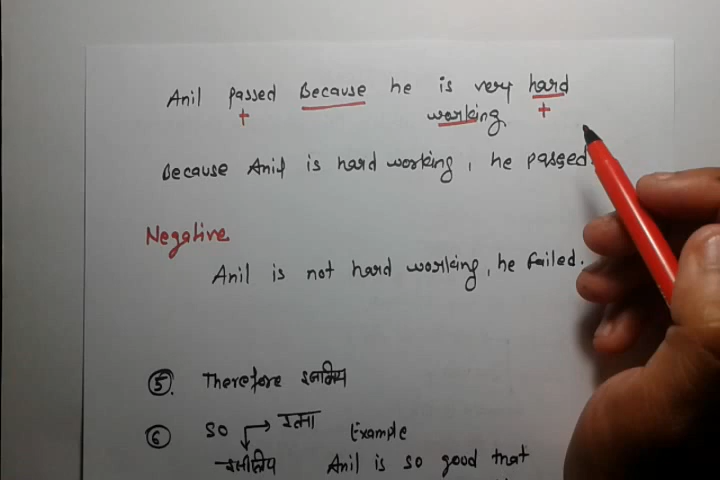 Anil passed Because he is very hard
working
+ +
Because Anil is hard working, he passed
Negative
Anil is not hard working, he failed.
5. Therefore इसलिए
6 so → इतना Example
इसीलिए Anil is so good that